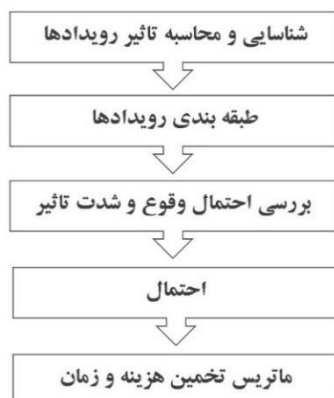 شناسایی و محاسبه تاثیر رویدادها
طبقه بندی رویدادها
بررسی احتمال وقوع و شدت تاثیر
احتمال
ماتریس تخمین هزینه و زمان